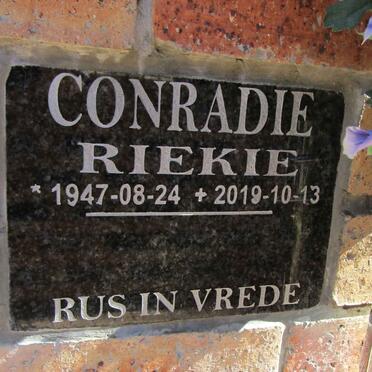 CONRADIE
RIEKIE
* 1947-08-24 + 2019-10-13
RUS IN VREDE